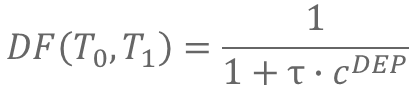 DF(T₀,T₁) = 1 / (1 + τ · c^{DEP})